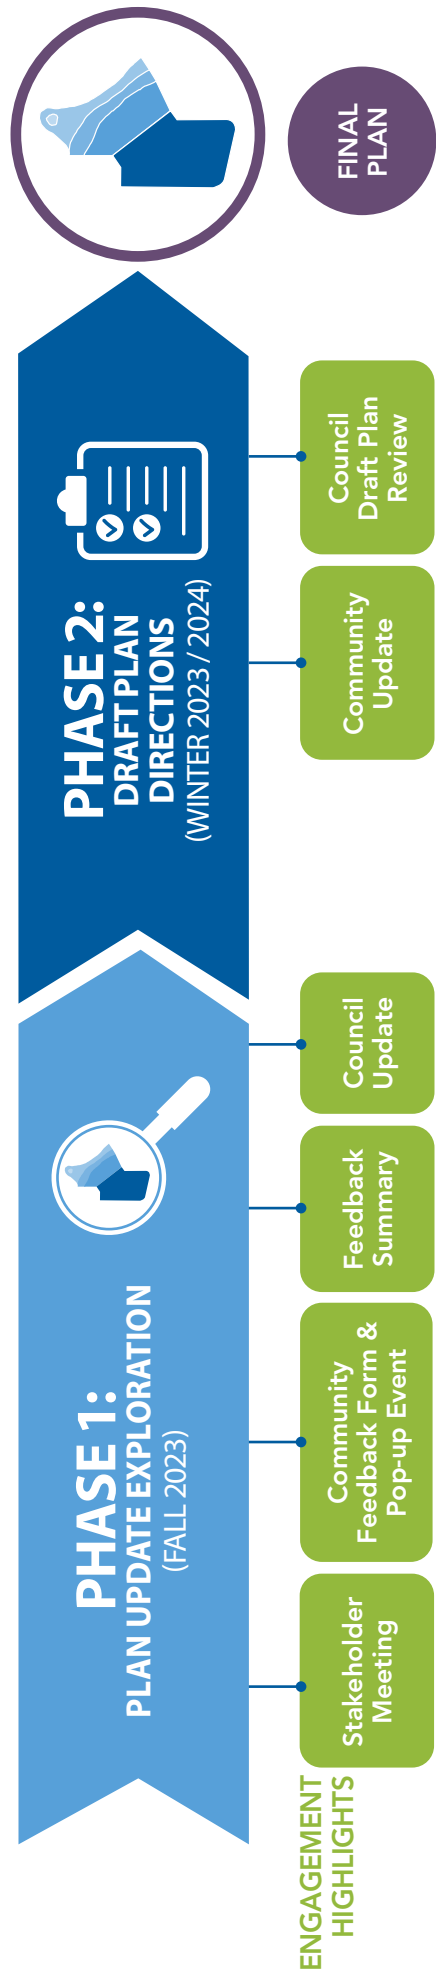 PHASE 1:
PLAN UPDATE EXPLORATION
(FALL 2023)
PHASE 2:
DRAFT PLAN
DIRECTIONS
(WINTER 2023 / 2024)
ENGAGEMENT
HIGHLIGHTS
Stakeholder
Meeting
Community
Feedback Form &
Pop-up Event
Feedback
Summary
Council
Update
Community
Update
Council
Draft Plan
Review
FINAL
PLAN